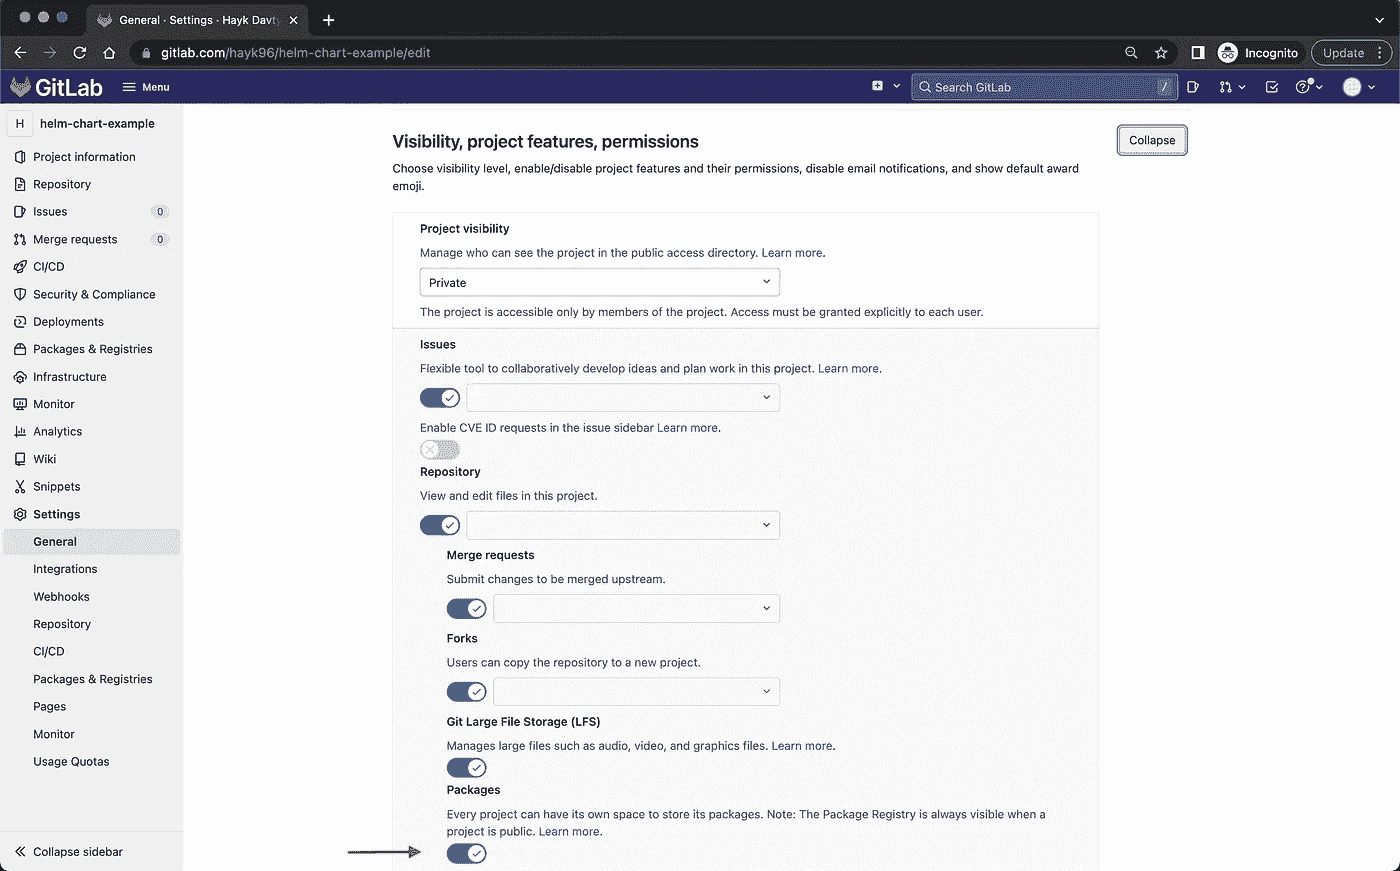 General · Settings · Hayk Davt
gitlab.com/hayk96/helm-chart-example/edit
Incognito
Update
GitLab
Menu
Search GitLab
/
H
helm-chart-example
Project information
Repository
Issues
0
Merge requests
0
CI/CD
Security & Compliance
Deployments
Packages & Registries
Infrastructure
Monitor
Analytics
Wiki
Snippets
Settings
General
Integrations
Webhooks
Repository
CI/CD
Packages & Registries
Pages
Monitor
Usage Quotas
Collapse sidebar
Visibility, project features, permissions
Collapse
Choose visibility level, enable/disable project features and their permissions, disable email notifications, and show default award
emoji.
Project visibility
Manage who can see the project in the public access directory. Learn more.
Private
The project is accessible only by members of the project. Access must be granted explicitly to each user.
Issues
Flexible tool to collaboratively develop ideas and plan work in this project. Learn more.
Enable CVE ID requests in the issue sidebar Learn more.
Repository
View and edit files in this project.
Merge requests
Submit changes to be merged upstream.
Forks
Users can copy the repository to a new project.
Git Large File Storage (LFS)
Manages large files such as audio, video, and graphics files. Learn more.
Packages
Every project can have its own space to store its packages. Note: The Package Registry is always visible when a
project is public. Learn more.